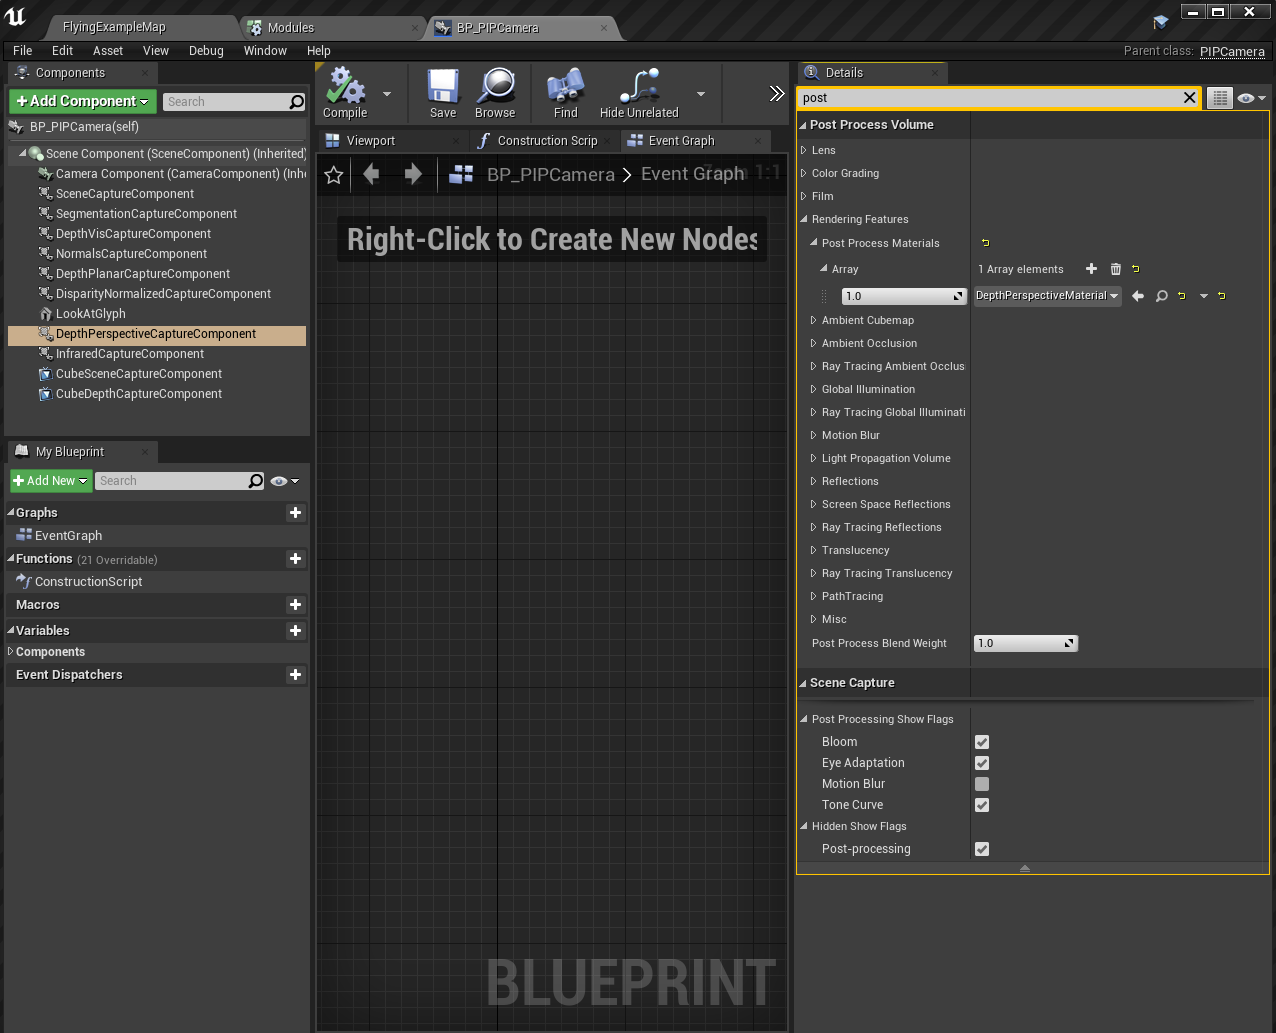 FlyingExampleMap
Modules
BP_PIPCamera
File Edit Asset View Debug Window Help
Parent class: PIPCamera
Components
+ Add Component
Search
BP_PIPCamera(self)
Scene Component (SceneComponent) (Inherited)
Camera Component (CameraComponent) (Inhe
SceneCaptureComponent
SegmentationCaptureComponent
DepthVisCaptureComponent
NormalsCaptureComponent
DepthPlanarCaptureComponent
DisparityNormalizedCaptureComponent
LookAtGlyph
DepthPerspectiveCaptureComponent
InfraredCaptureComponent
CubeSceneCaptureComponent
CubeDepthCaptureComponent
My Blueprint
+ Add New
Search
Graphs
EventGraph
Functions (21 Overridable)
ConstructionScript
Macros
Variables
Components
Event Dispatchers
Compile
Save
Browse
Find
Hide Unrelated
Viewport
Construction Scrip
Event Graph
BP_PIPCamera > Event Graph
Zoom 1:1
Right-Click to Create New Nodes
BLUEPRINT
Details
post
Post Process Volume
Lens
Color Grading
Film
Rendering Features
Post Process Materials
Array 1 Array elements
1.0 DepthPerspectiveMaterial
Ambient Cubemap
Ambient Occlusion
Ray Tracing Ambient Occlus
Global Illumination
Ray Tracing Global Illuminati
Motion Blur
Light Propagation Volume
Reflections
Screen Space Reflections
Ray Tracing Reflections
Translucency
Ray Tracing Translucency
PathTracing
Misc
Post Process Blend Weight 1.0
Scene Capture
Post Processing Show Flags
Bloom
Eye Adaptation
Motion Blur
Tone Curve
Hidden Show Flags
Post-processing